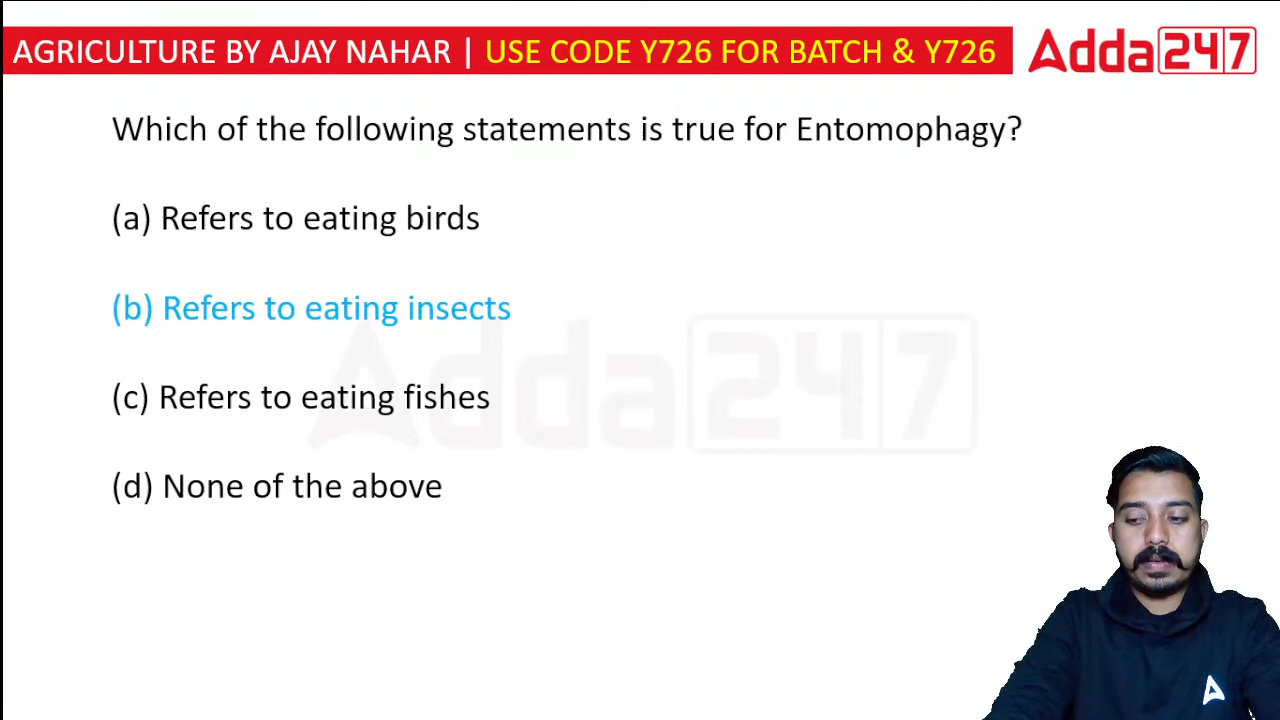 AGRICULTURE BY AJAY NAHAR | USE CODE Y726 FOR BATCH & Y726
Adda247
Which of the following statements is true for Entomophagy?
(a) Refers to eating birds
(b) Refers to eating insects
Adda247
(c) Refers to eating fishes
(d) None of the above